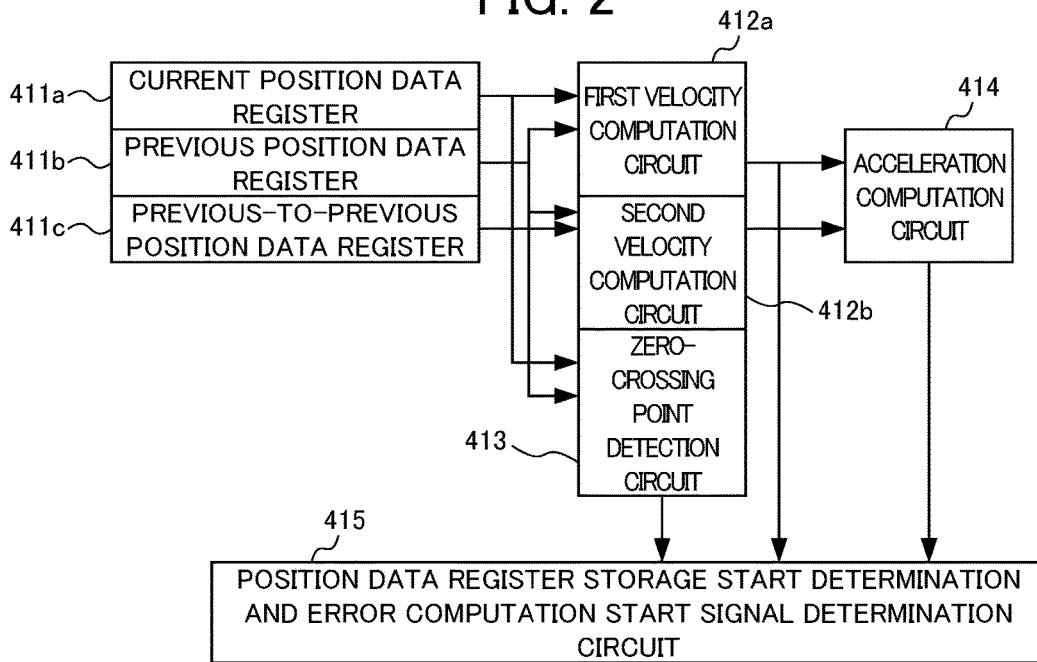 FIG. 2
412a
411a
CURRENT POSITION DATA
REGISTER
411b
PREVIOUS POSITION DATA
REGISTER
411c
PREVIOUS-TO-PREVIOUS
POSITION DATA REGISTER
FIRST VELOCITY
COMPUTATION
CIRCUIT
SECOND
VELOCITY
COMPUTATION
CIRCUIT
412b
ZERO-
CROSSING
POINT
DETECTION
CIRCUIT
413
414
ACCELERATION
COMPUTATION
CIRCUIT
415
POSITION DATA REGISTER STORAGE START DETERMINATION
AND ERROR COMPUTATION START SIGNAL DETERMINATION
CIRCUIT